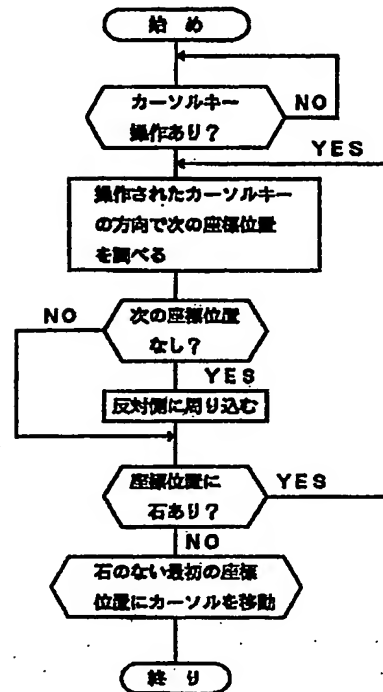 始め
カーソルキー
操作あり？
NO
YES
操作されたカーソルキー
の方向で次の座標位置
を調べる
NO
次の座標位置
なし？
YES
反対側に周り込む
座標位置に
石あり？
YES
NO
石のない最初の座標
位置にカーソルを移動
終り